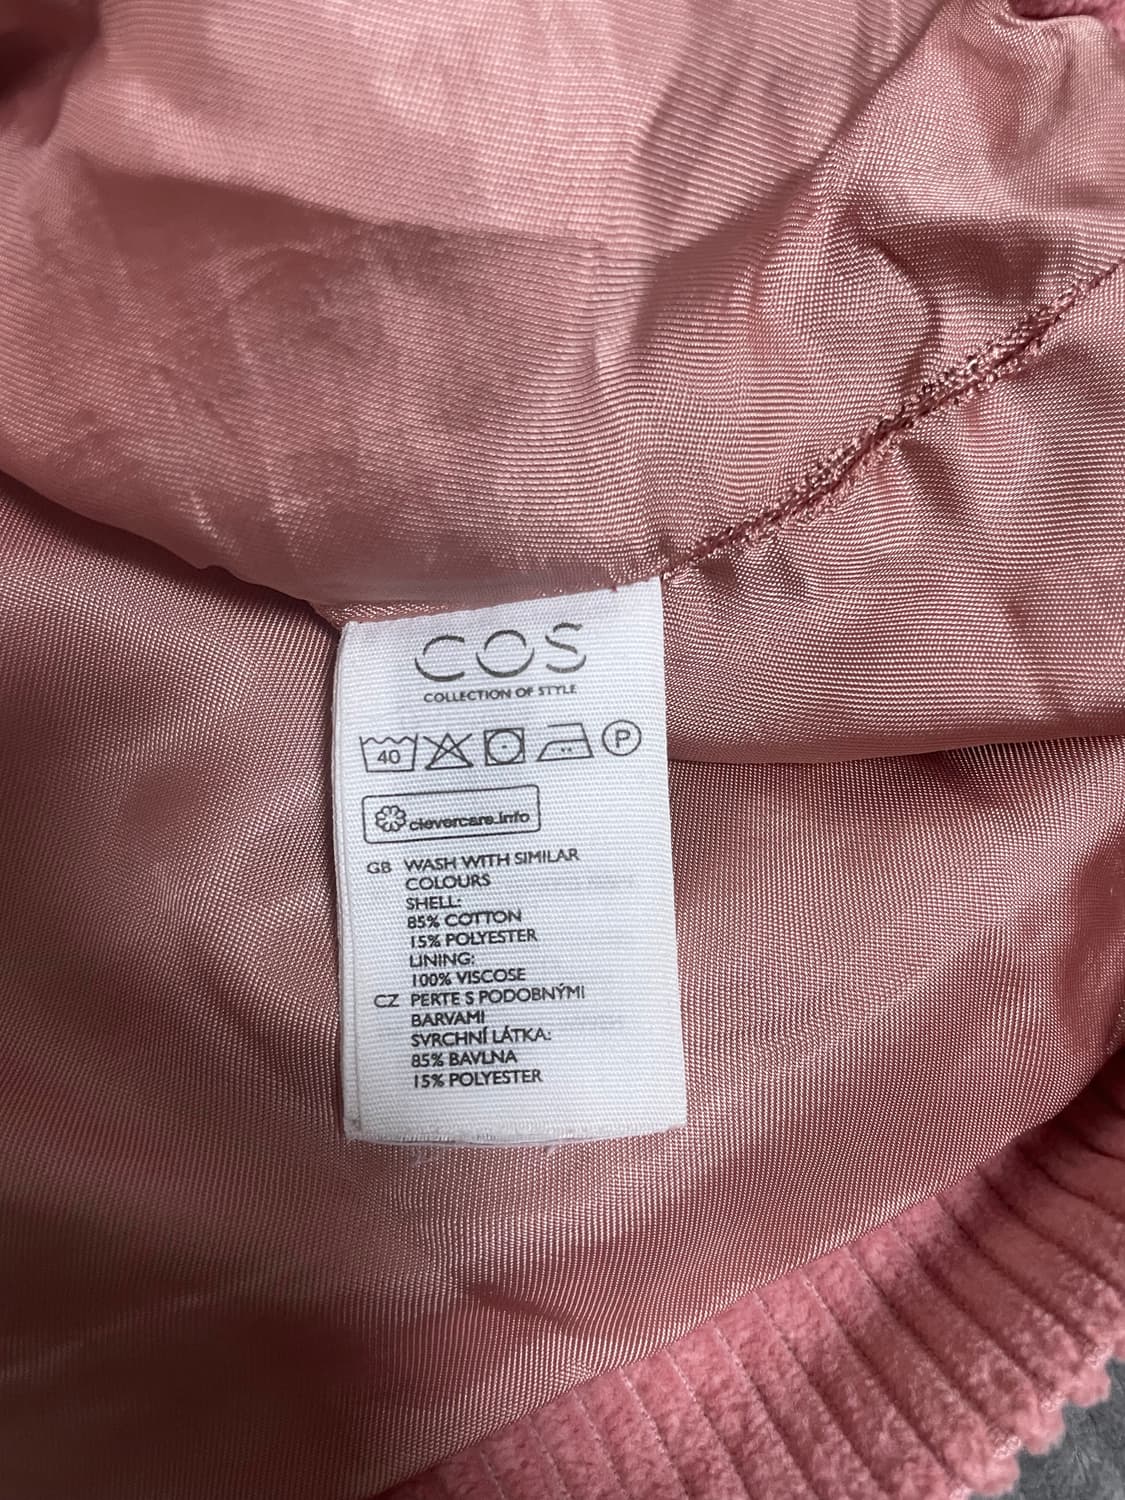 COS
COLLECTION OF STYLE
40 P
clevercare.info
GB WASH WITH SIMILAR
COLOURS
SHELL:
85% COTTON
15% POLYESTER
LINING:
100% VISCOSE
CZ PERTE S PODOBNÝMI
BARVAMI
SVRCHNÍ LÁTKA:
85% BAVLNA
15% POLYESTER